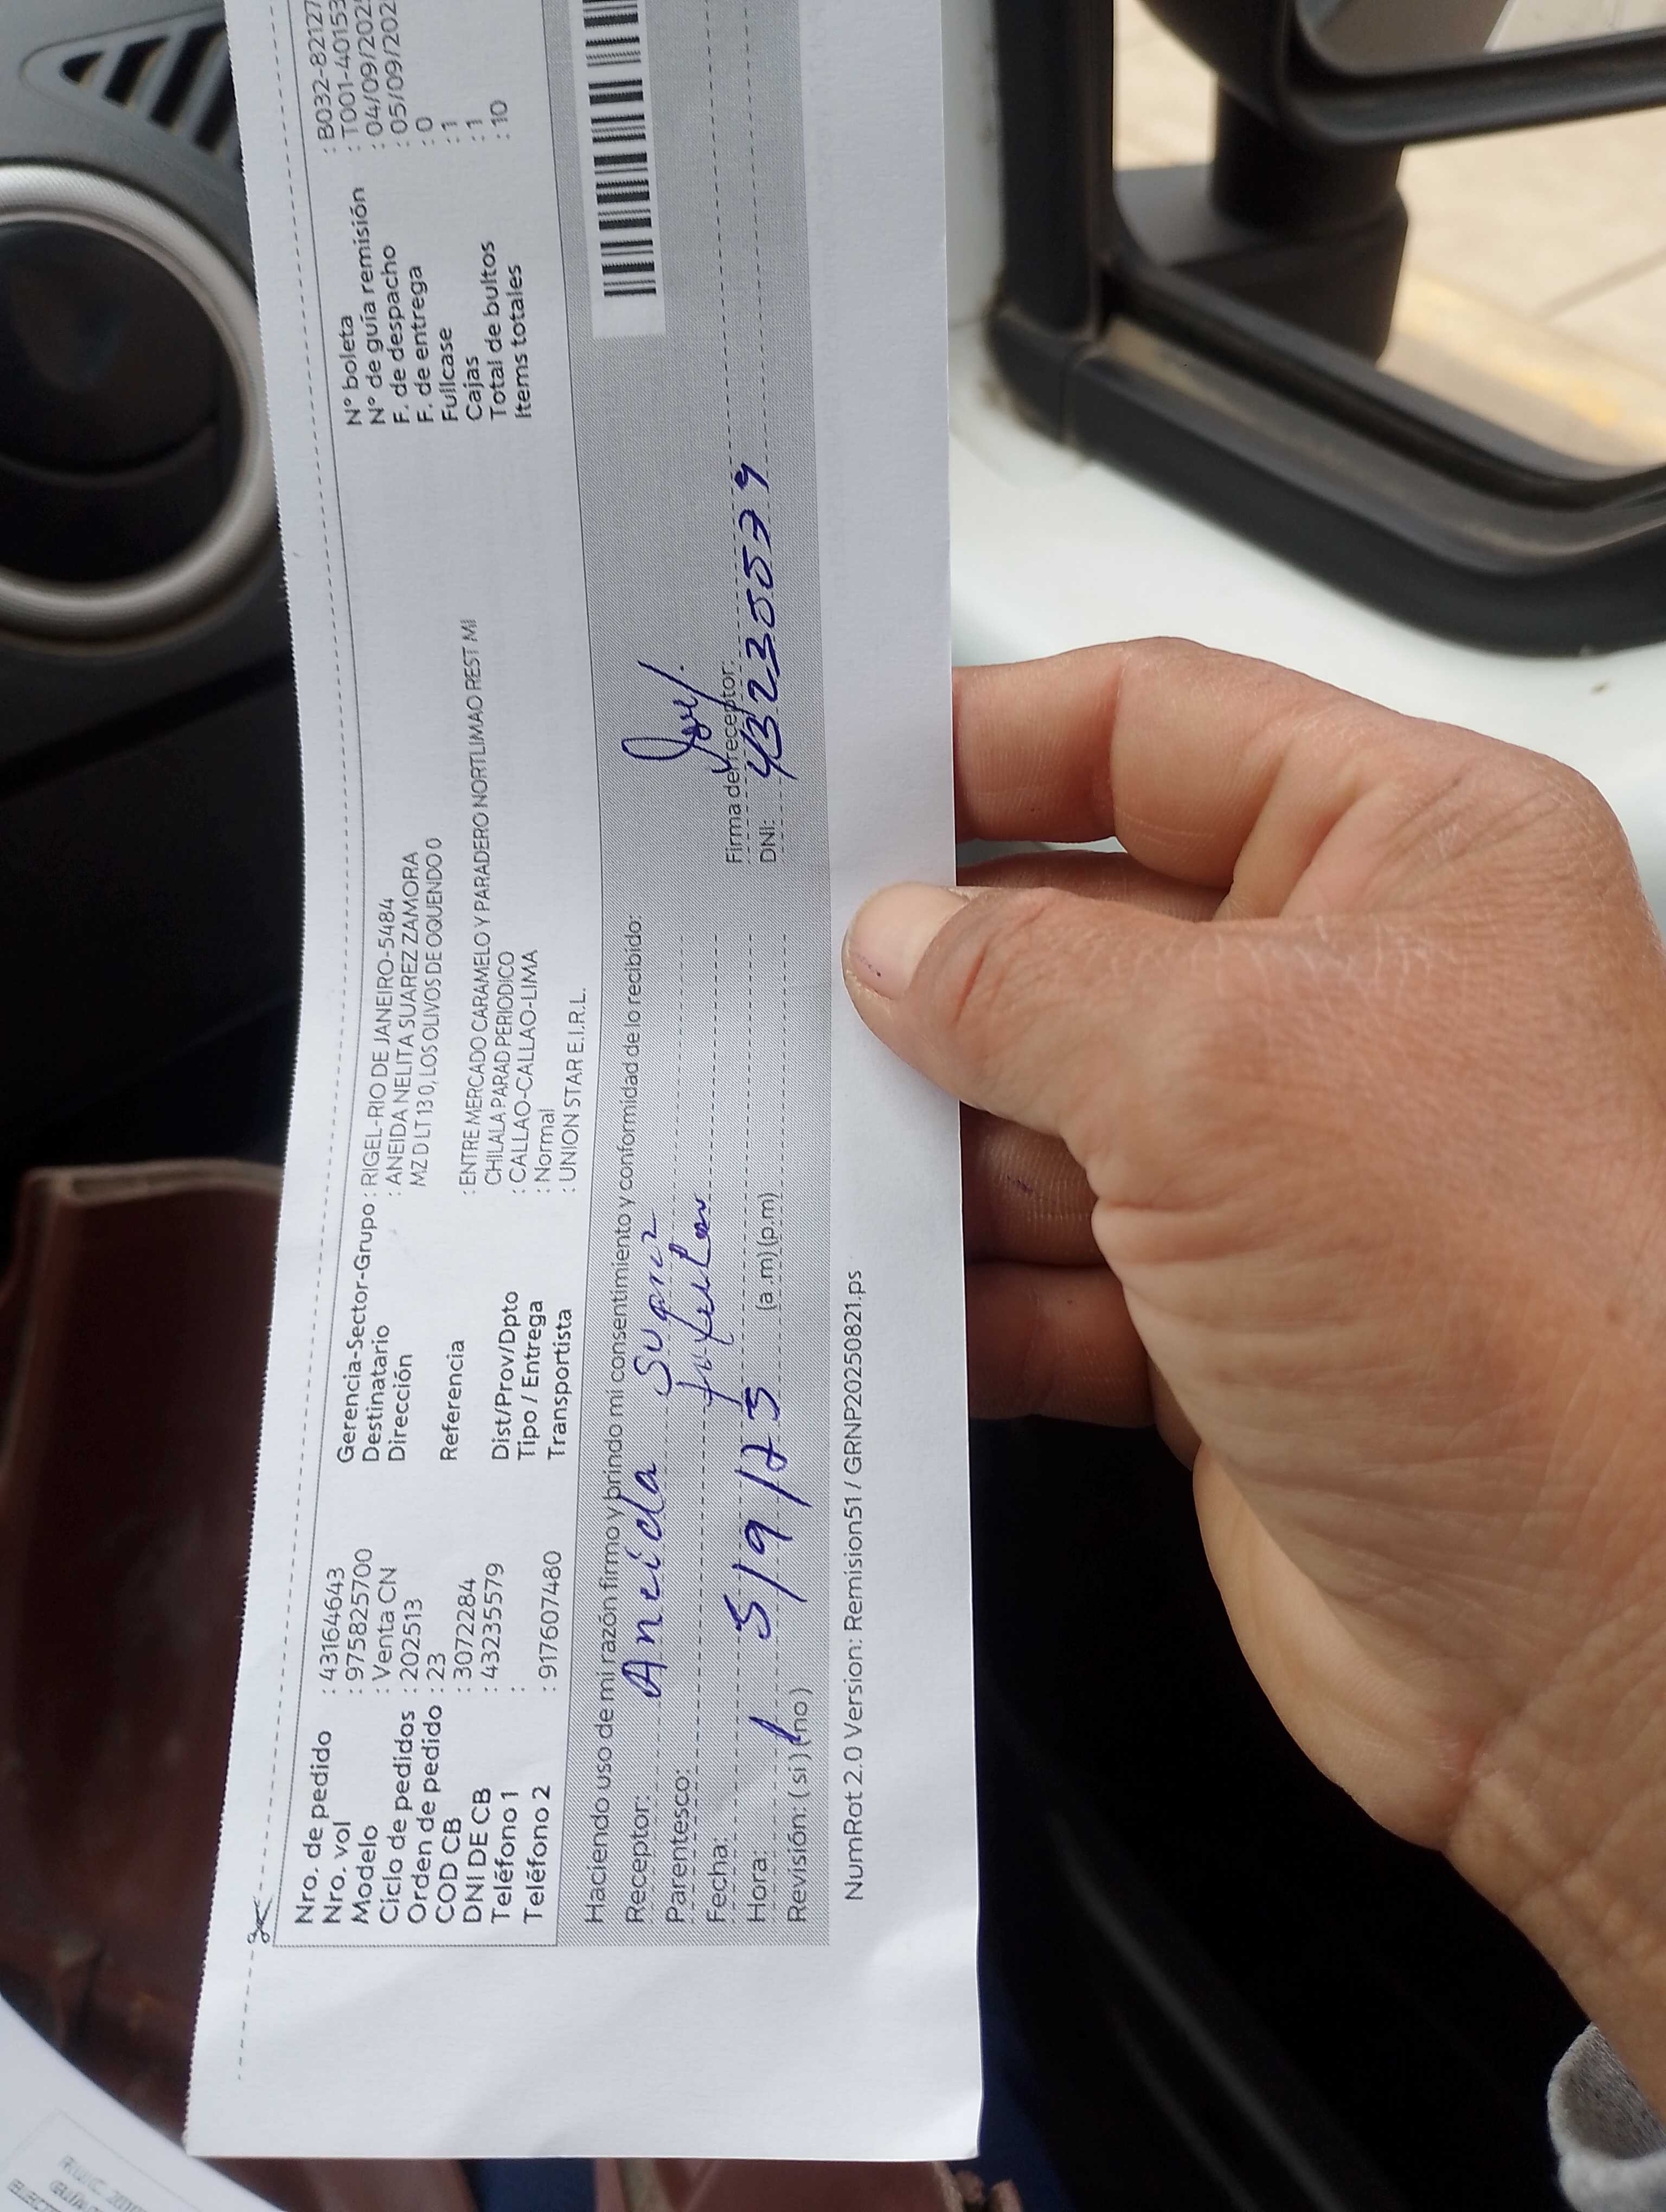 Nro. de pedido : 43164643
Nro. vol : 975825700
Modelo : Venta CN
Ciclo de pedidos : 202513
Orden de pedido : 23
COD CB : 3072284
DNI DE CB : 43235579
Teléfono 1 :
Teléfono 2 : 917607480
Gerencia-Sector-Grupo : RIGEL-RIO DE JANEIRO-5484
Destinatario : ANEIDA NELITA SUAREZ ZAMORA
Dirección MZ D LT 13 0, LOS OLIVOS DE OQUENDO 0
Referencia : ENTRE MERCADO CARAMELO Y PARADERO NORTLIMAO REST MI
CHILALA PARAD PERIODICO
Dist/Prov/Dpto : CALLAO-CALLAO-LIMA
Tipo / Entrega : Normal
Transportista : UNION STAR E.I.R.L.
N° boleta : B032-82127
N° de guía remisión : T001-40153
F. de despacho : 04/09/202
F. de entrega : 05/09/202
Fullcase : 0
Cajas : 1
Total de bultos : 1
Items totales : 10
Haciendo uso de mi razón firmo y brindo mi consentimiento y conformidad de lo recibido:
Receptor: Aneida Suarez
Parentesco: titular
Fecha: 5/9/25
Hora: (a.m) (p.m)
Revisión: (si) (no)
Firma del receptor:
DNI: 43235579
NumRot 2.0 Version: Remision51 / GRNP20250821.ps